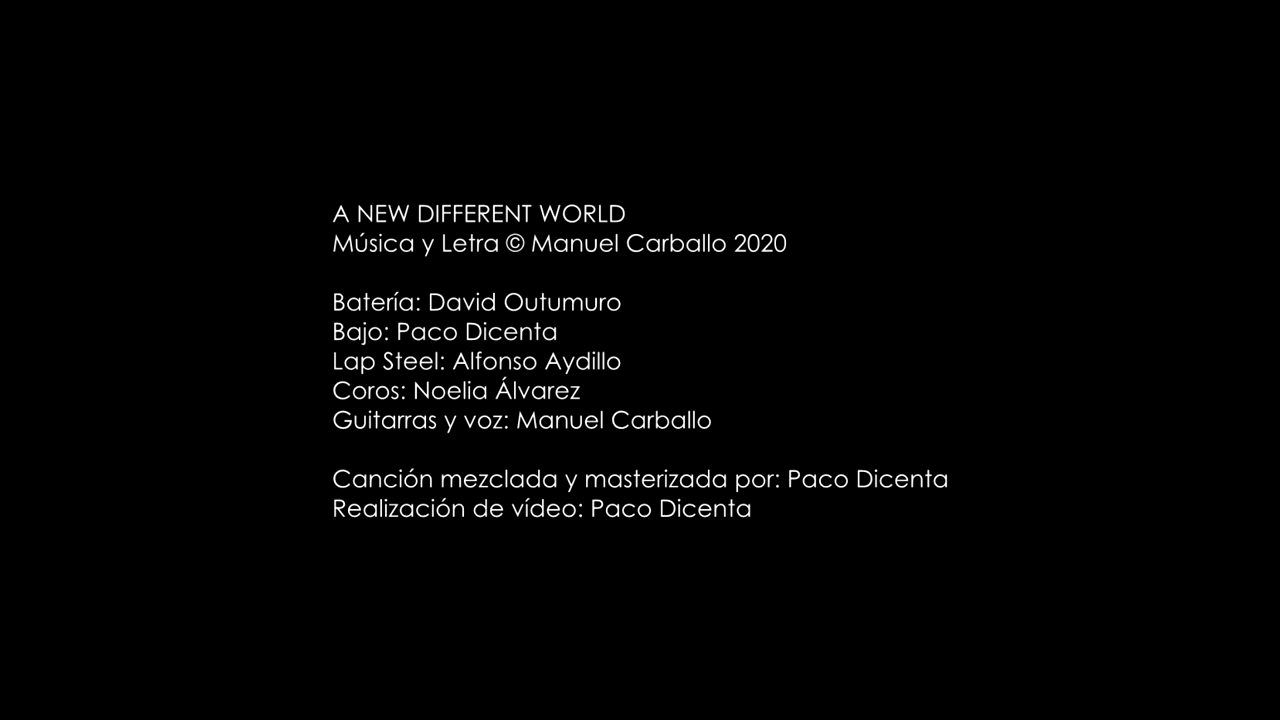 A NEW DIFFERENT WORLD
Música y Letra © Manuel Carballo 2020
Batería: David Outumuro
Bajo: Paco Dicenta
Lap Steel: Alfonso Aydillo
Coros: Noelia Álvarez
Guitarras y voz: Manuel Carballo
Canción mezclada y masterizada por: Paco Dicenta
Realización de vídeo: Paco Dicenta